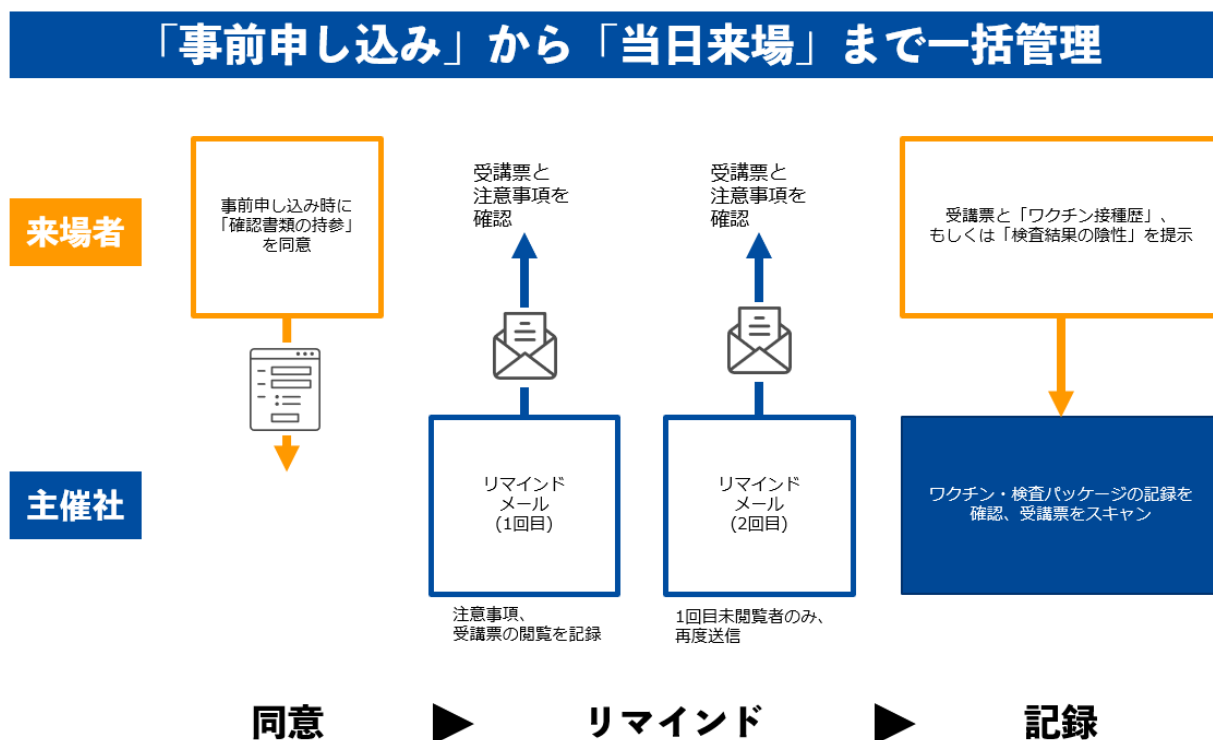 「事前申し込み」から「当日来場」まで一括管理
来場者
事前申し込み時に
「確認書類の持参」
を同意
受講票と
注意事項を
確認
受講票と
注意事項を
確認
受講票と「ワクチン接種歴」、
もしくは「検査結果の陰性」を提示
主催社
リマインド
メール
(1回目)
リマインド
メール
(2回目)
ワクチン・検査パッケージの記録を
確認、受講票をスキャン
注意事項、
受講票の閲覧を記録
1回目未閲覧者のみ、
再度送信
同意
リマインド
記録